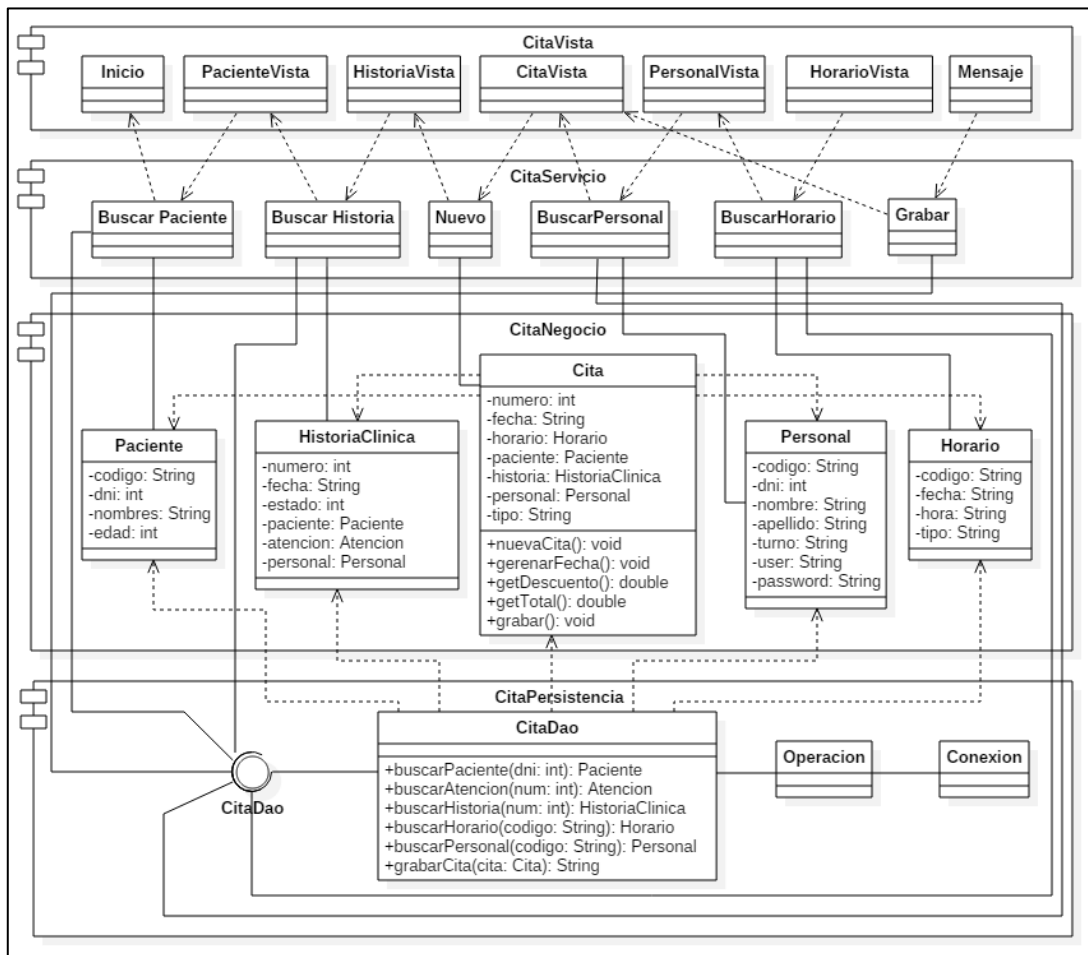 CitaVista
Inicio
PacienteVista
HistoriaVista
CitaVista
PersonalVista
HorarioVista
Mensaje
CitaServicio
Buscar Paciente
Buscar Historia
Nuevo
BuscarPersonal
BuscarHorario
Grabar
CitaNegocio
Paciente
-codigo: String
-dni: int
-nombres: String
-edad: int
HistoriaClinica
-numero: int
-fecha: String
-estado: int
-paciente: Paciente
-atencion: Atencion
-personal: Personal
Cita
-numero: int
-fecha: String
-horario: Horario
-paciente: Paciente
-historia: HistoriaClinica
-personal: Personal
-tipo: String
+nuevaCita(): void
+gerenarFecha(): void
+getDescuento(): double
+getTotal(): double
+grabar(): void
Personal
-codigo: String
-dni: int
-nombre: String
-apellido: String
-turno: String
-user: String
-password: String
Horario
-codigo: String
-fecha: String
-hora: String
-tipo: String
CitaPersistencia
CitaDao
CitaDao
+buscarPaciente(dni: int): Paciente
+buscarAtencion(num: int): Atencion
+buscarHistoria(num: int): HistoriaClinica
+buscarHorario(codigo: String): Horario
+buscarPersonal(codigo: String): Personal
+grabarCita(cita: Cita): String
Operacion
Conexion